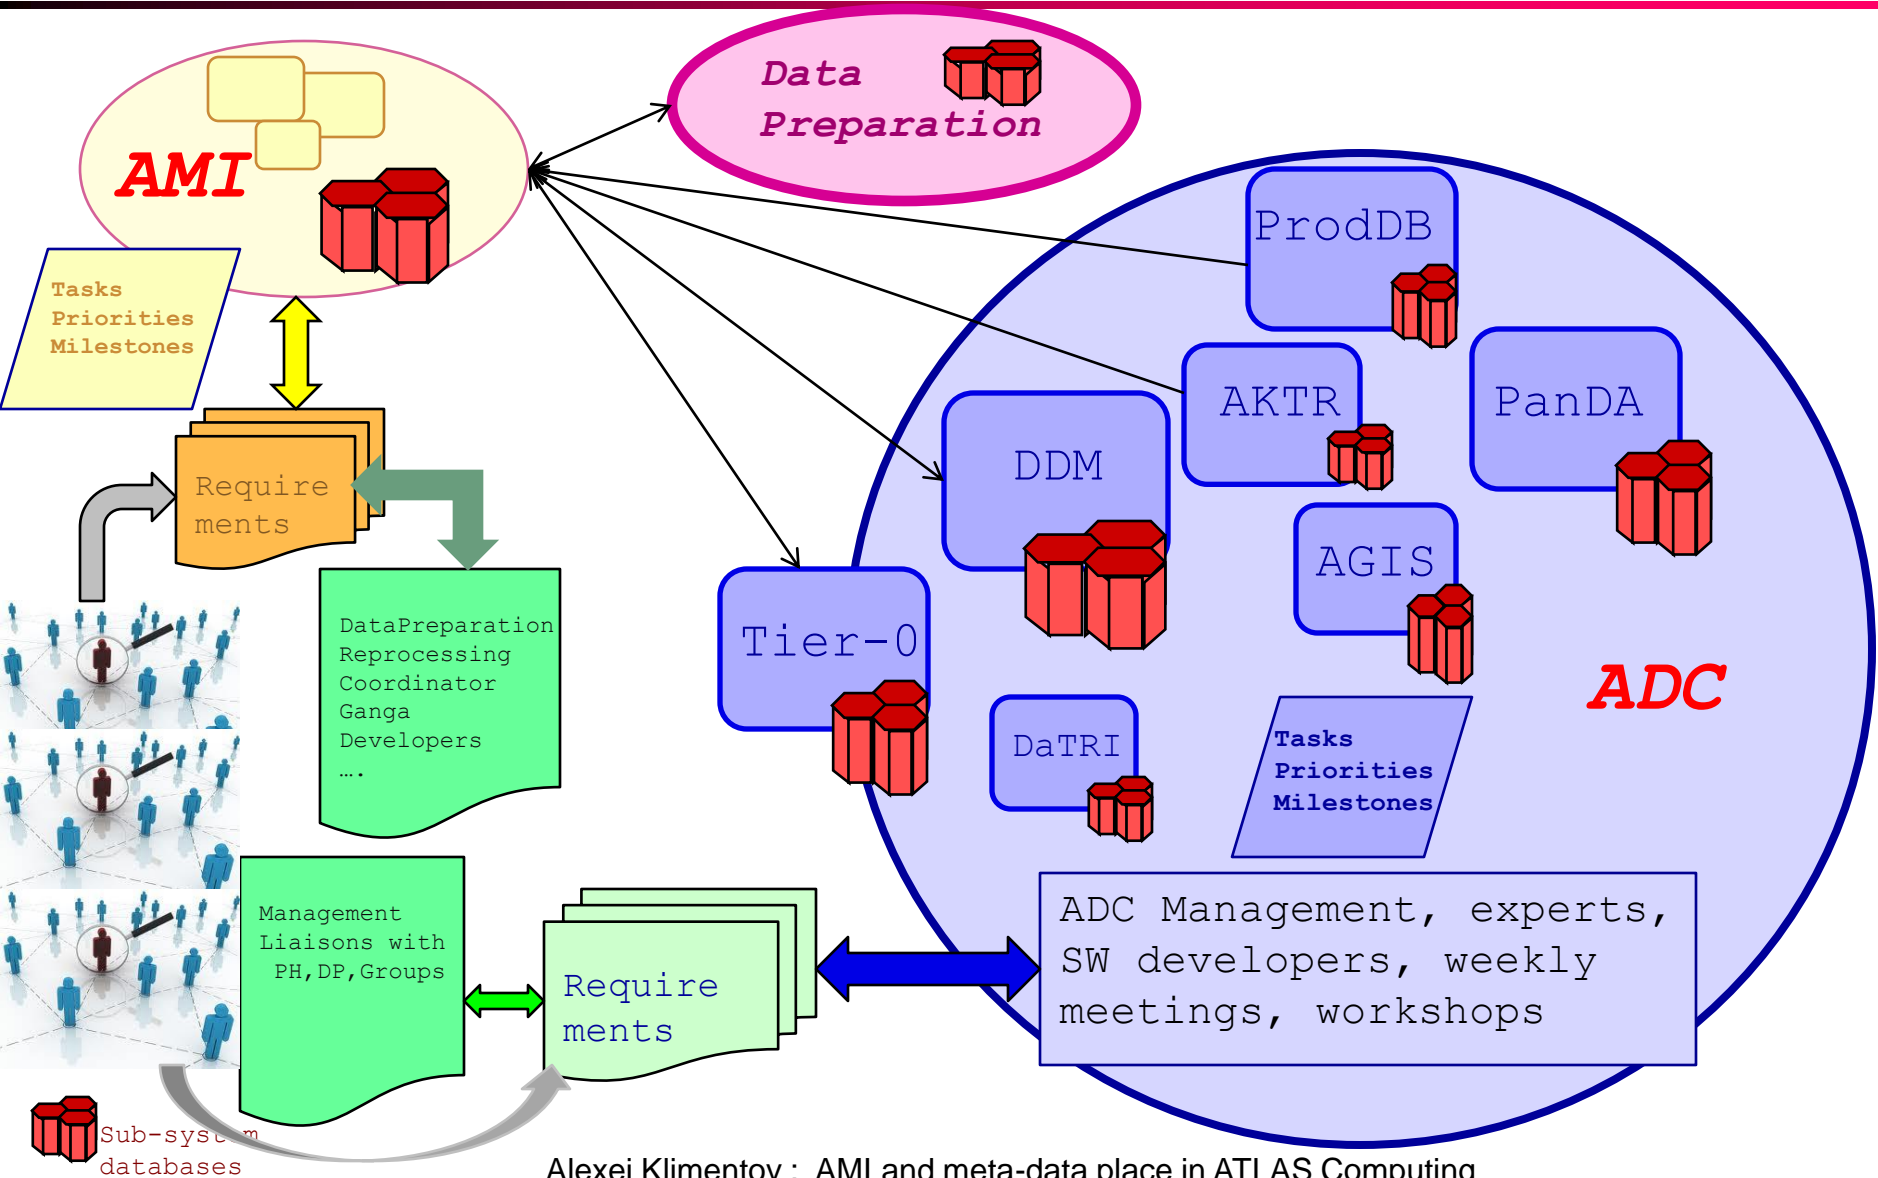 Data
Preparation
AMI
ProdDB
Tasks
Priorities
Milestones
AKTR
PanDA
DDM
Require
ments
AGIS
DataPreparation
Reprocessing
Coordinator
Ganga
Developers
….
Tier-0
ADC
DaTRI
Tasks
Priorities
Milestones
Management
Liaisons with
PH,DP,Groups
Require
ments
ADC Management, experts,
SW developers, weekly
meetings, workshops
Sub-system
databases
Alexei Klimentov : AMI and meta-data place in ATLAS Computing